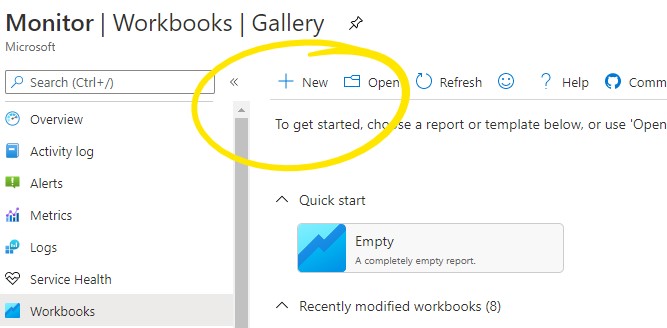 Monitor | Workbooks | Gallery
Microsoft
Search (Ctrl+/)
«
New
Open
Refresh
Help
Comm
To get started, choose a report or template below, or use 'Open
Overview
Activity log
Alerts
Metrics
Logs
Service Health
Workbooks
Quick start
Empty
A completely empty report.
Recently modified workbooks (8)